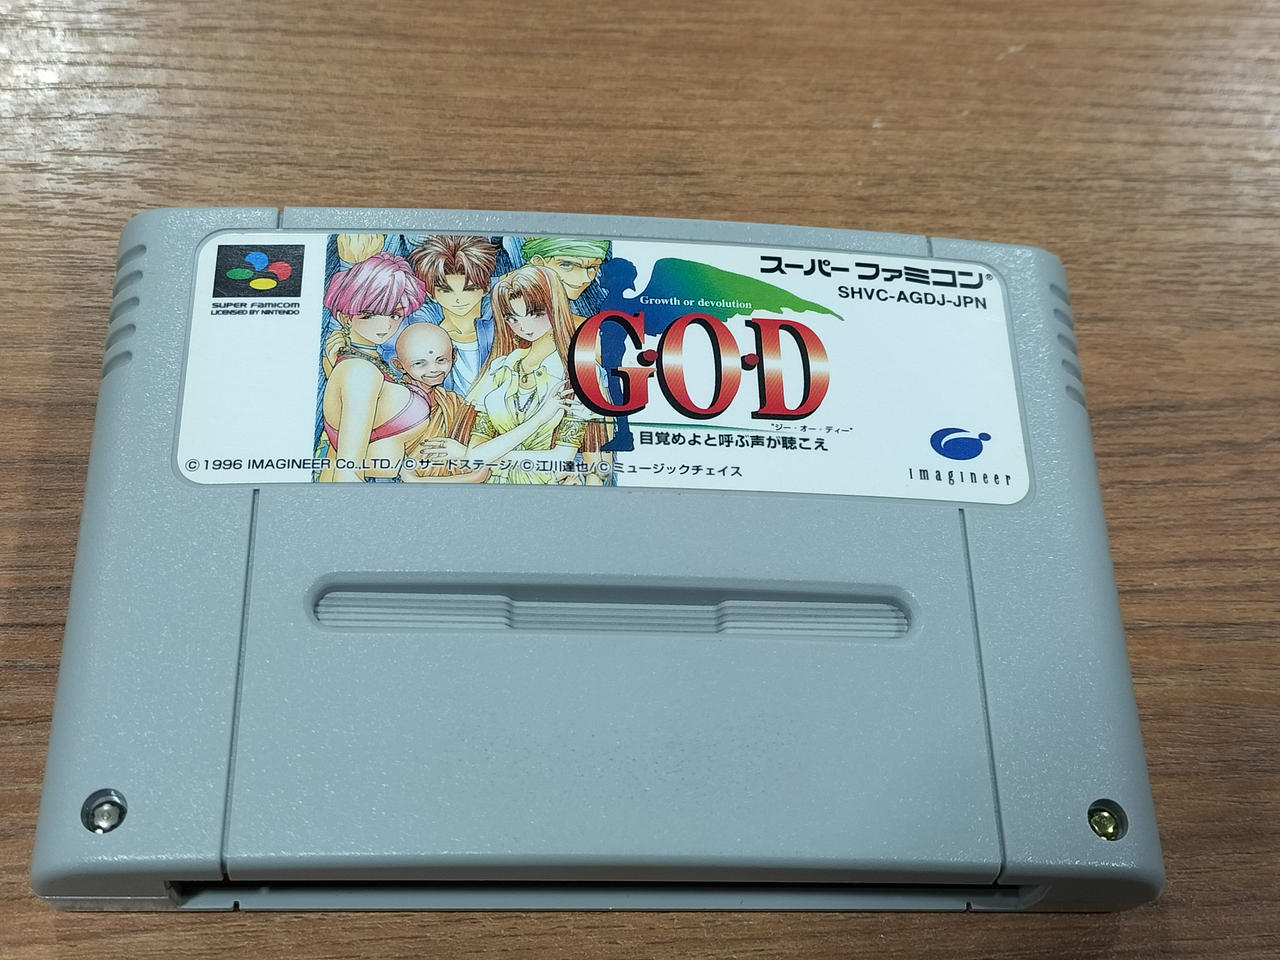 SUPER FAMICOM
LICENSED BY NINTENDO
スーパーファミコン®
SHVC-AGDJ-JPN
Growth or devolution
G・O・D
"ジー・オー・ディー"
目覚めよと呼ぶ声が聴こえ
©1996 IMAGINEER Co.,LTD./©サードステージ/©江川達也/©ミュージックチェイス
imagineer